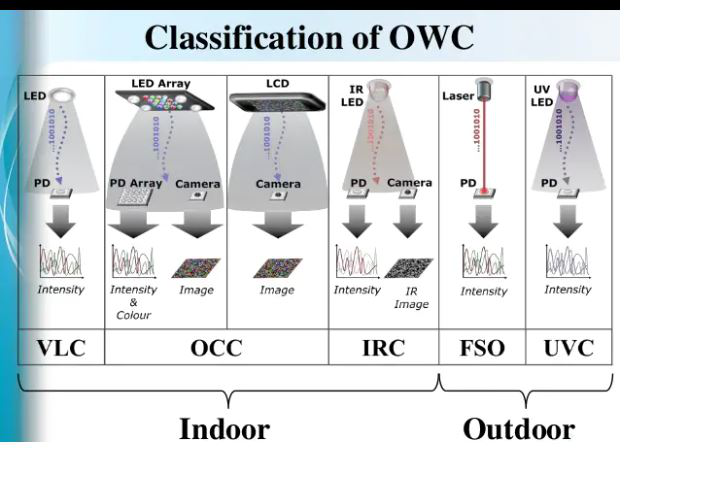 Classification of OWC
LED
...1001010
PD
Intensity
VLC
LED Array
...1001010
PD Array
Camera
Intensity
&
Colour
Image
LCD
...1001010
Camera
Image
OCC
IR
LED
...1001010
PD
Camera
Intensity
IR
Image
IRC
Laser
...1001010
PD
Intensity
FSO
UV
LED
...1001010
PD
Intensity
UVC
Indoor
Outdoor